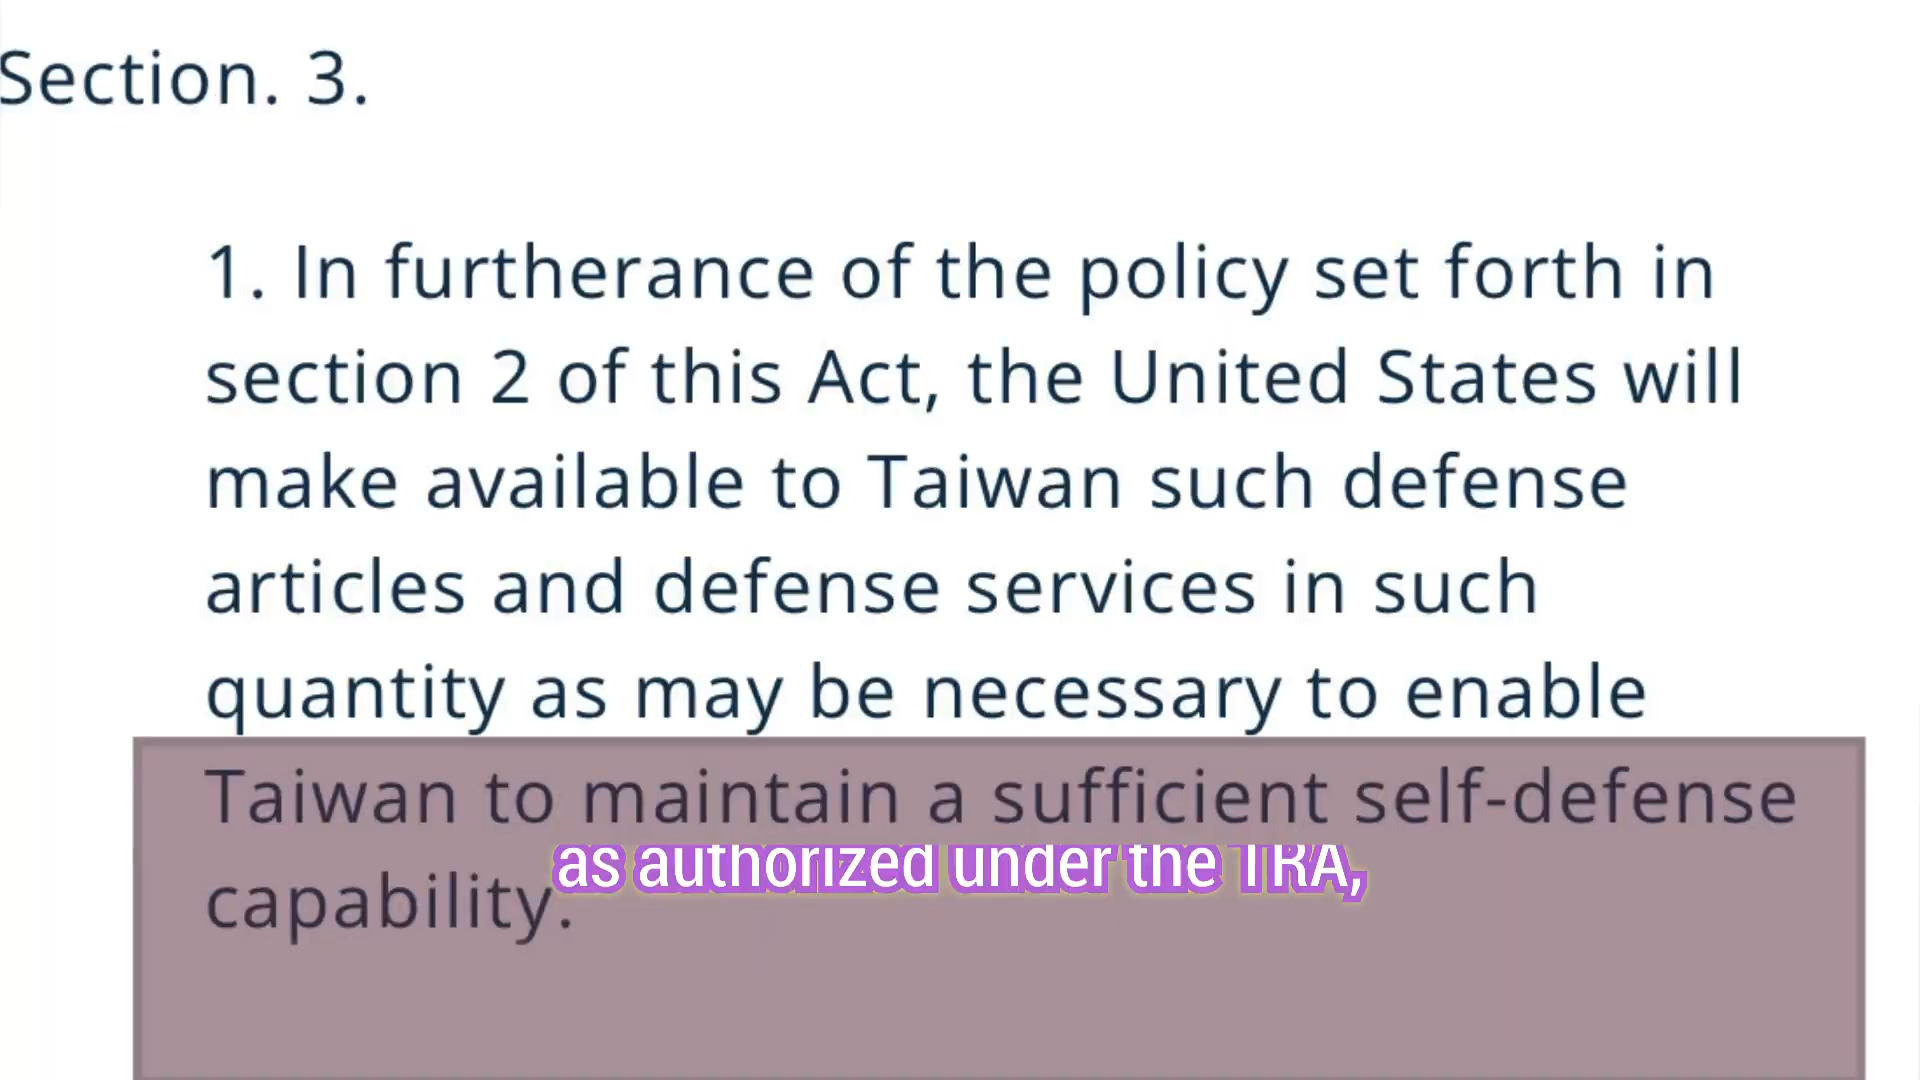 Section. 3.
1. In furtherance of the policy set forth in
section 2 of this Act, the United States will
make available to Taiwan such defense
articles and defense services in such
quantity as may be necessary to enable
Taiwan to maintain a sufficient self-defense
capability.
as authorized under the TRA,